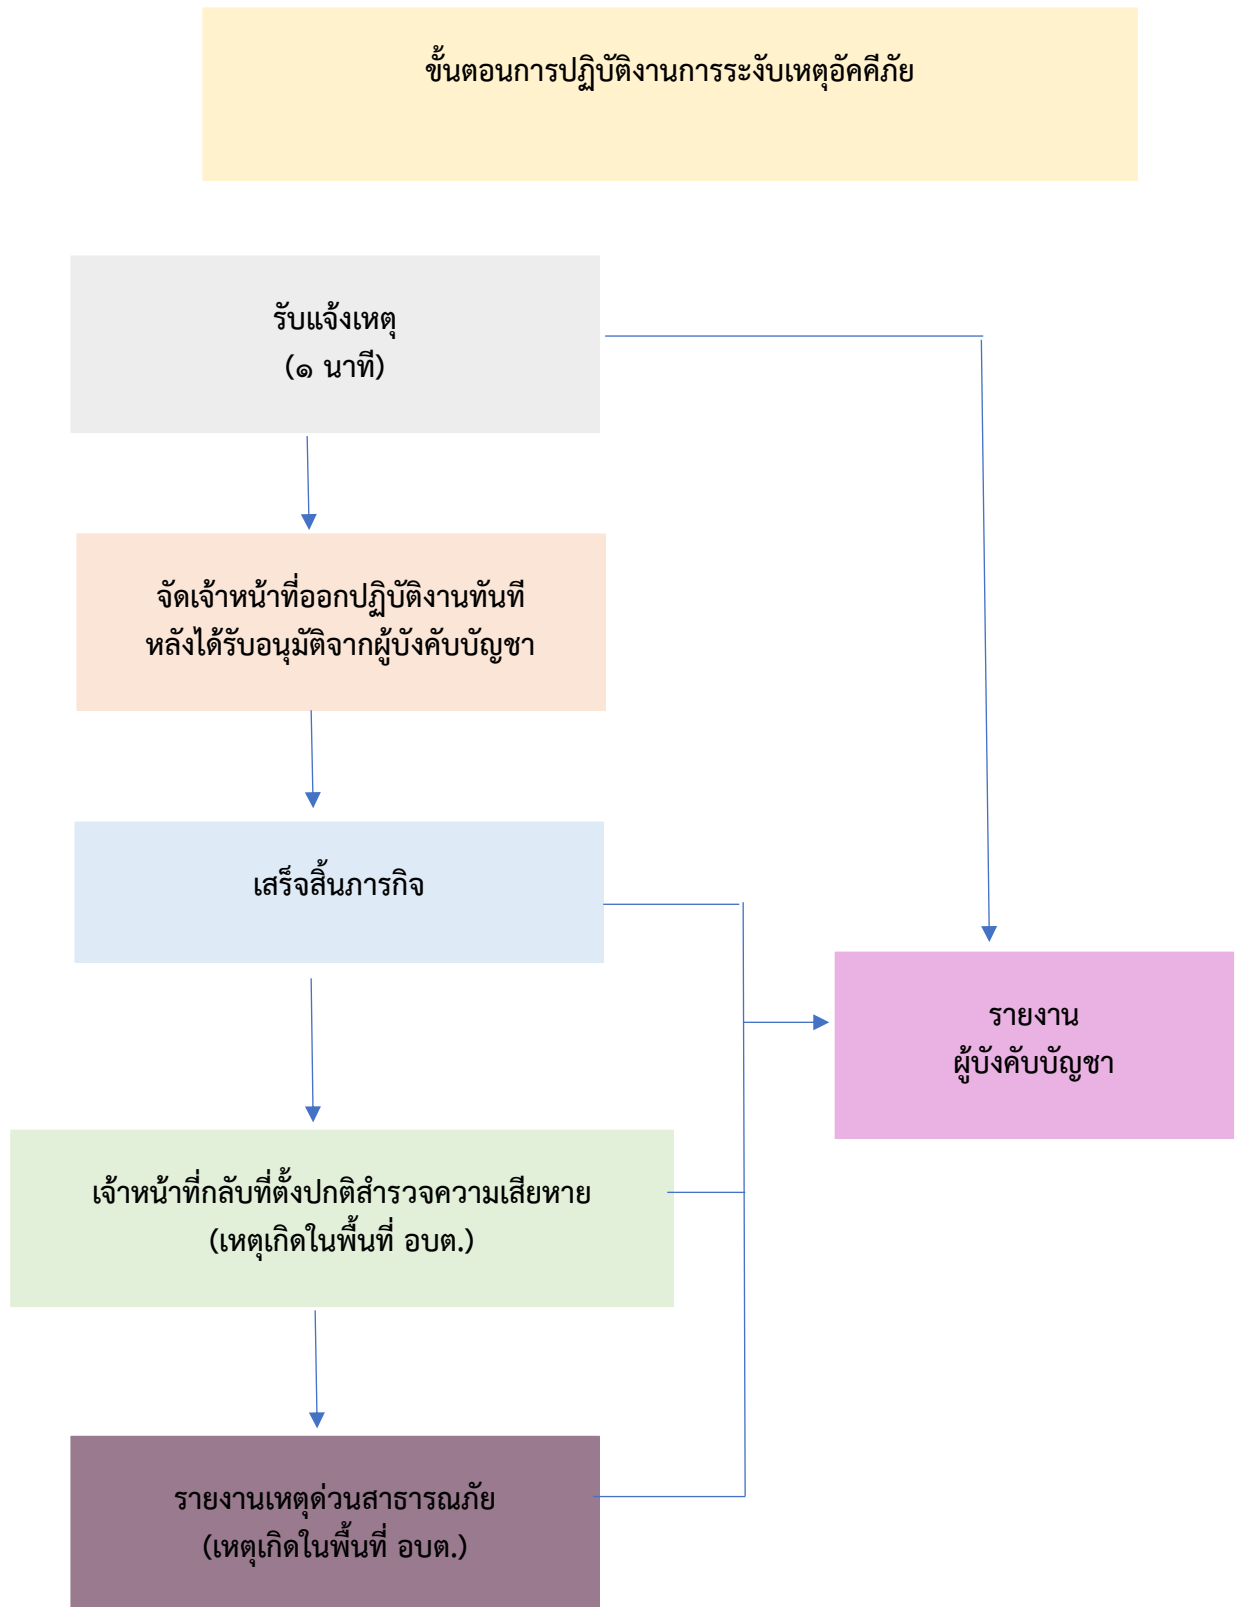 ขั้นตอนการปฏิบัติงานการระงับเหตุอัคคีภัย
รับแจ้งเหตุ
(๑ นาที)
จัดเจ้าหน้าที่ออกปฏิบัติงานทันที
หลังได้รับอนุมัติจากผู้บังคับบัญชา
เสร็จสิ้นภารกิจ
รายงาน
ผู้บังคับบัญชา
เจ้าหน้าที่กลับที่ตั้งปกติสำรวจความเสียหาย
(เหตุเกิดในพื้นที่ อบต.)
รายงานเหตุด่วนสาธารณภัย
(เหตุเกิดในพื้นที่ อบต.)